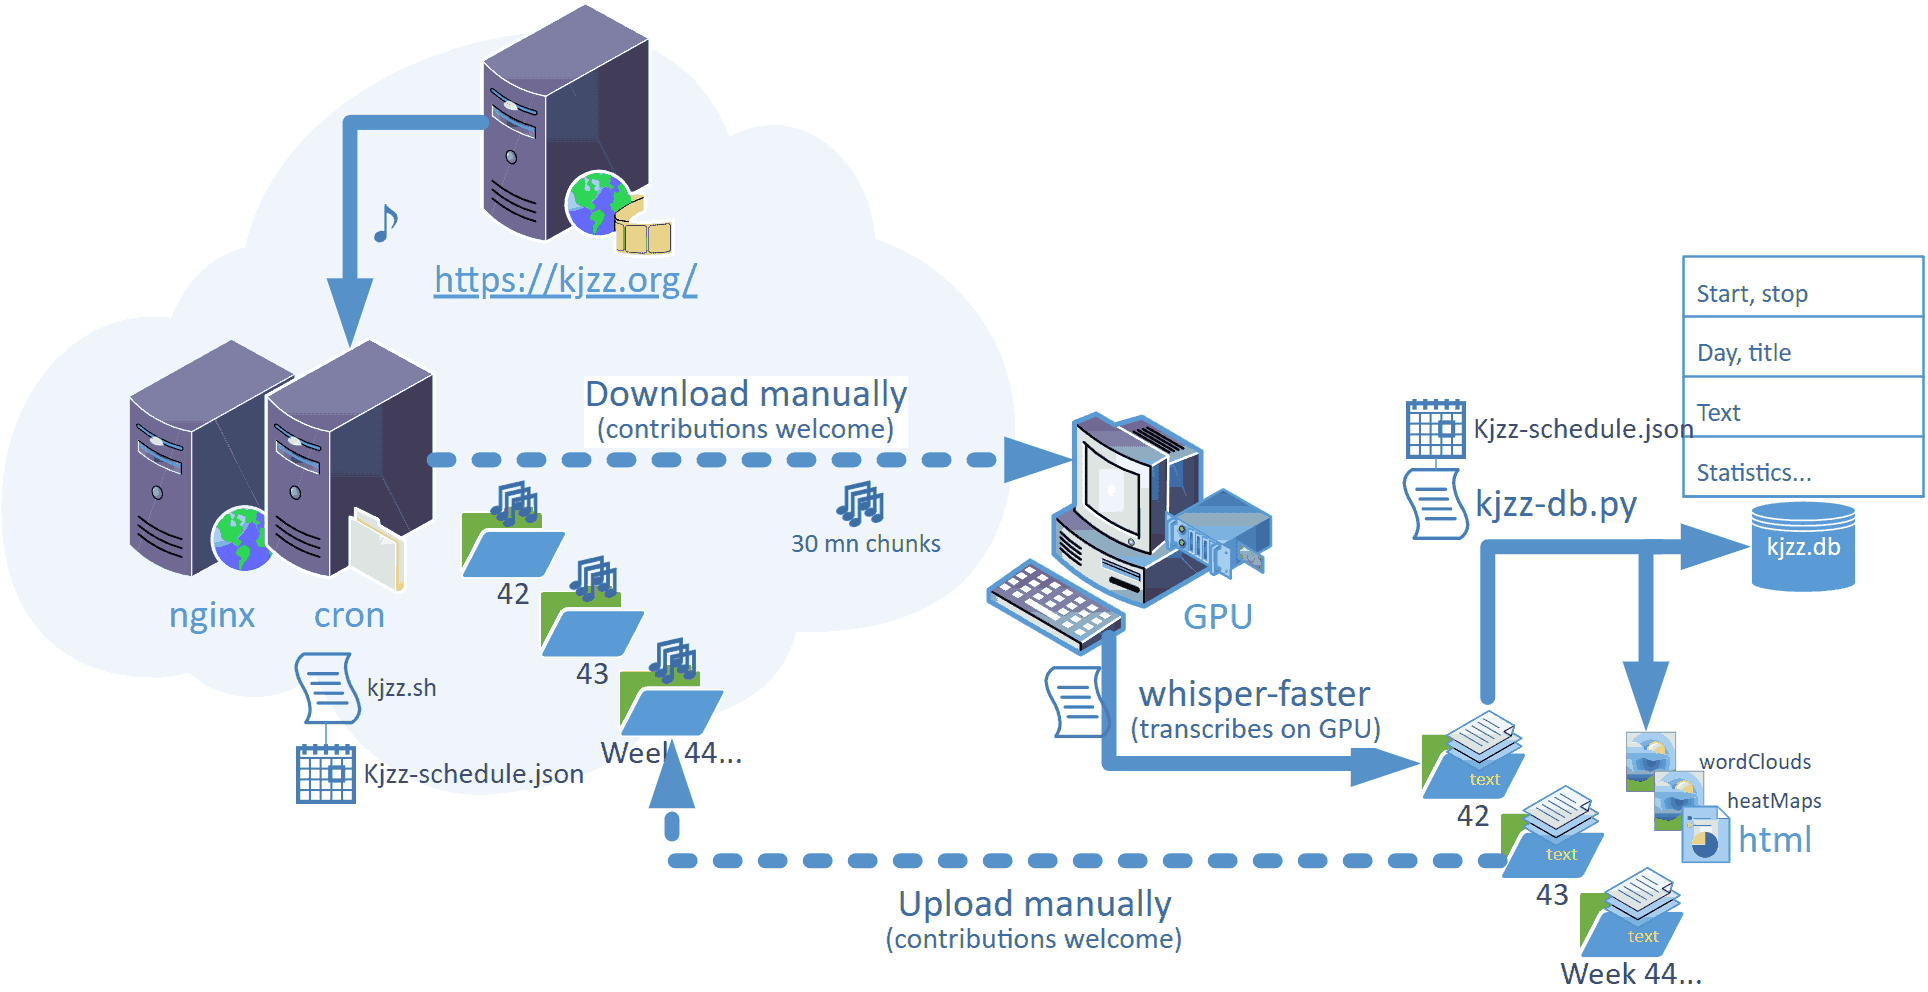 https://kjzz.org/
nginx
cron
kjzz.sh
Kjzz-schedule.json
Download manually
(contributions welcome)
30 mn chunks
42
43
Week 44...
GPU
whisper-faster
(transcribes on GPU)
Upload manually
(contributions welcome)
text
42
text
43
text
Week 44...
Kjzz-schedule.json
kjzz-db.py
Start, stop
Day, title
Text
Statistics...
kjzz.db
wordClouds
heatMaps
html